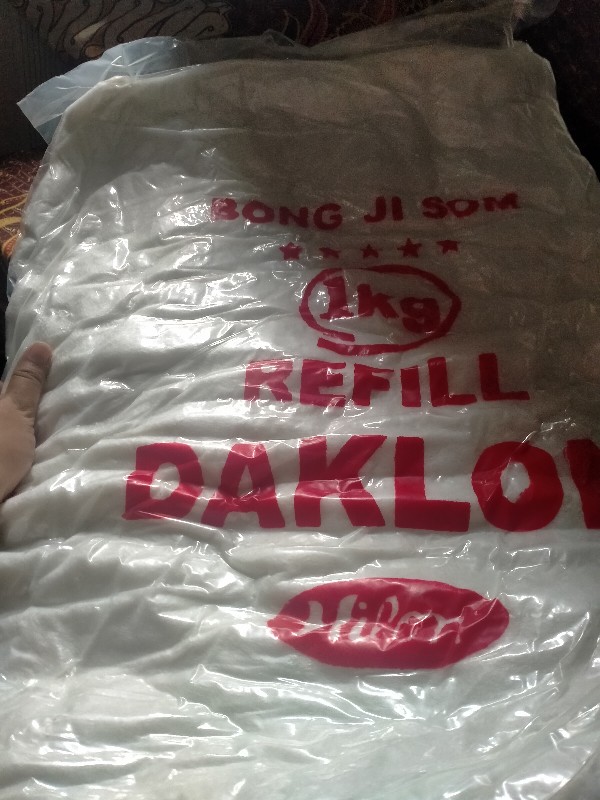 BONG JI SOM
1kg
REFILL
DAKLO